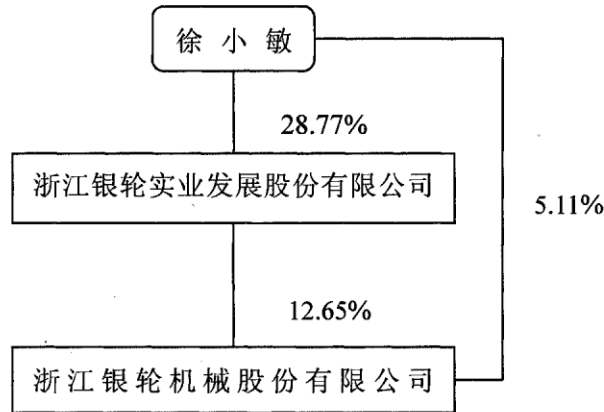 徐小敏
28.77%
浙江银轮实业发展股份有限公司
5.11%
12.65%
浙江银轮机械股份有限公司